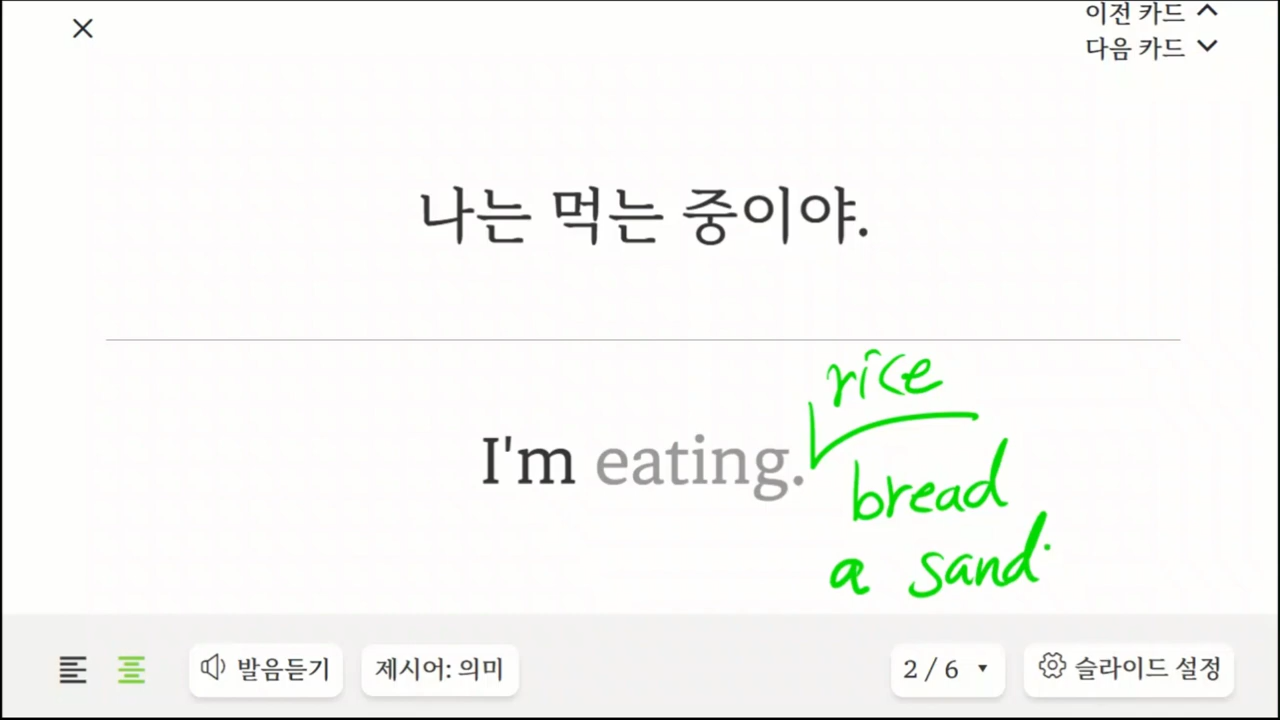 이전 카드
다음 카드
나는 먹는 중이야.
rice
I'm eating.
bread
a sand
발음듣기
제시어: 의미
2 / 6
슬라이드 설정